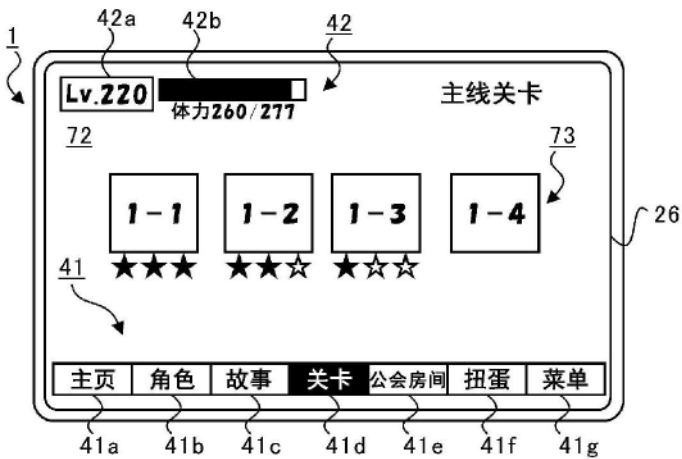 42a 42b
1 42
Lv.220 主线关卡
体力260/277
72 73
1-1 1-2 1-3 1-4
26
★★★ ★★☆ ★☆☆
41
主页 角色 故事 关卡 公会房间 扭蛋 菜单
41a 41b 41c 41d 41e 41f 41g